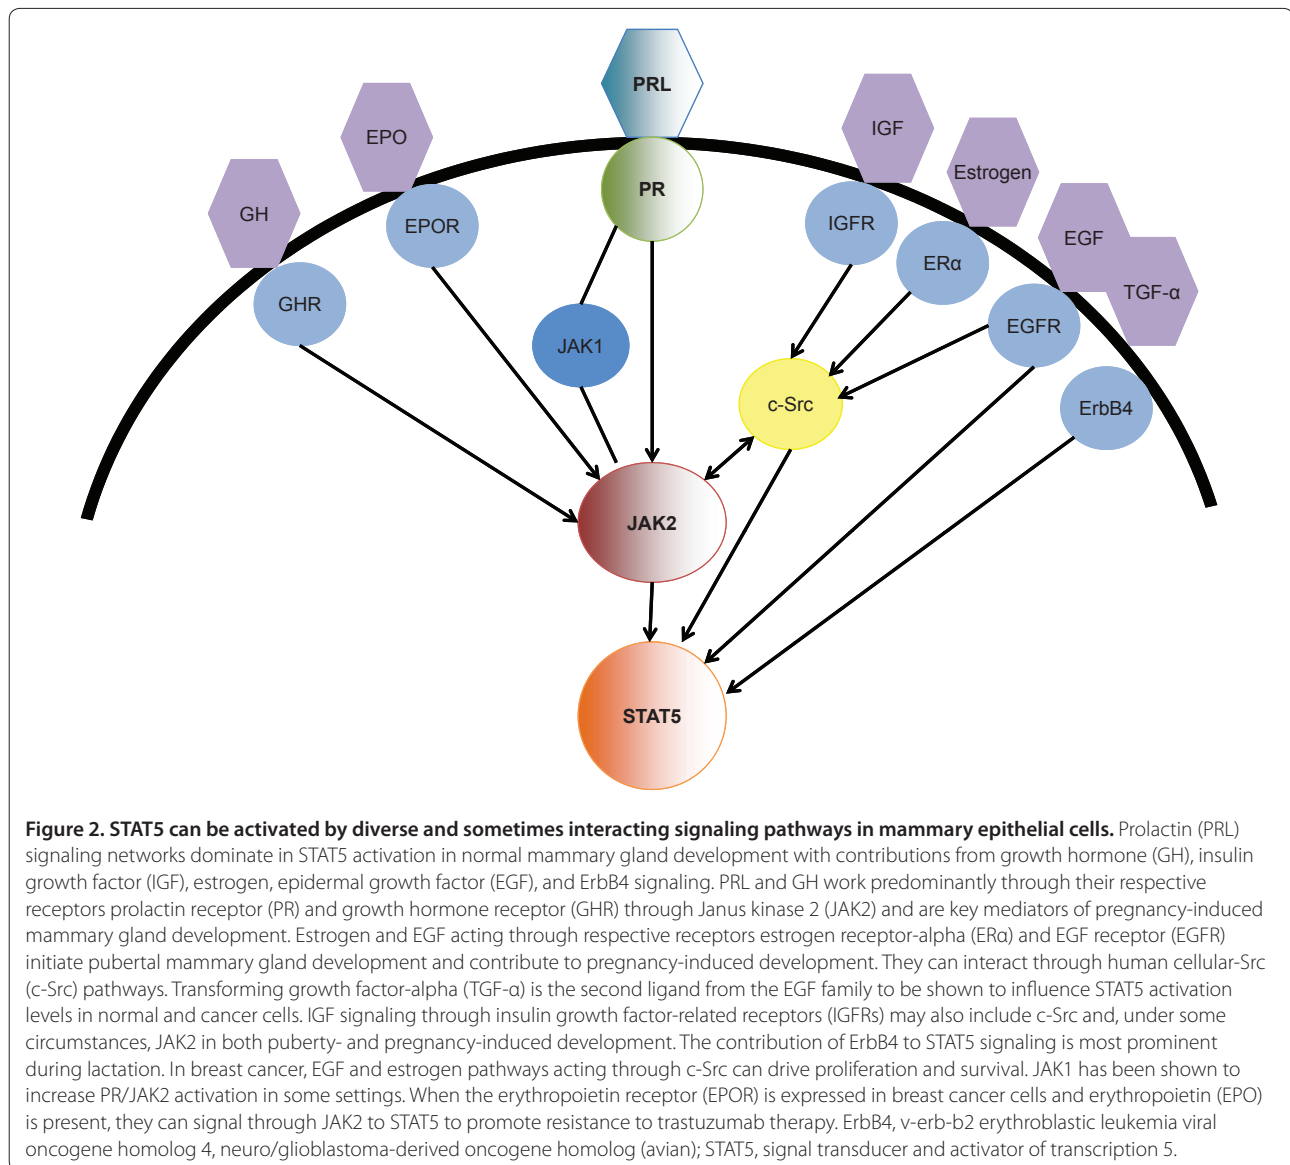 PRL
EPO
IGF
Estrogen
GH
PR
EPOR
IGFR
EGF
ERα
TGF-α
GHR
EGFR
JAK1
c-Src
ErbB4
JAK2
STAT5
Figure 2. STAT5 can be activated by diverse and sometimes interacting signaling pathways in mammary epithelial cells. Prolactin (PRL)
signaling networks dominate in STAT5 activation in normal mammary gland development with contributions from growth hormone (GH), insulin
growth factor (IGF), estrogen, epidermal growth factor (EGF), and ErbB4 signaling. PRL and GH work predominantly through their respective
receptors prolactin receptor (PR) and growth hormone receptor (GHR) through Janus kinase 2 (JAK2) and are key mediators of pregnancy-induced
mammary gland development. Estrogen and EGF acting through respective receptors estrogen receptor-alpha (ERα) and EGF receptor (EGFR)
initiate pubertal mammary gland development and contribute to pregnancy-induced development. They can interact through human cellular-Src
(c-Src) pathways. Transforming growth factor-alpha (TGF-α) is the second ligand from the EGF family to be shown to influence STAT5 activation
levels in normal and cancer cells. IGF signaling through insulin growth factor-related receptors (IGFRs) may also include c-Src and, under some
circumstances, JAK2 in both puberty- and pregnancy-induced development. The contribution of ErbB4 to STAT5 signaling is most prominent
during lactation. In breast cancer, EGF and estrogen pathways acting through c-Src can drive proliferation and survival. JAK1 has been shown to
increase PR/JAK2 activation in some settings. When the erythropoietin receptor (EPOR) is expressed in breast cancer cells and erythropoietin (EPO)
is present, they can signal through JAK2 to STAT5 to promote resistance to trastuzumab therapy. ErbB4, v-erb-b2 erythroblastic leukemia viral
oncogene homolog 4, neuro/glioblastoma-derived oncogene homolog (avian); STAT5, signal transducer and activator of transcription 5.